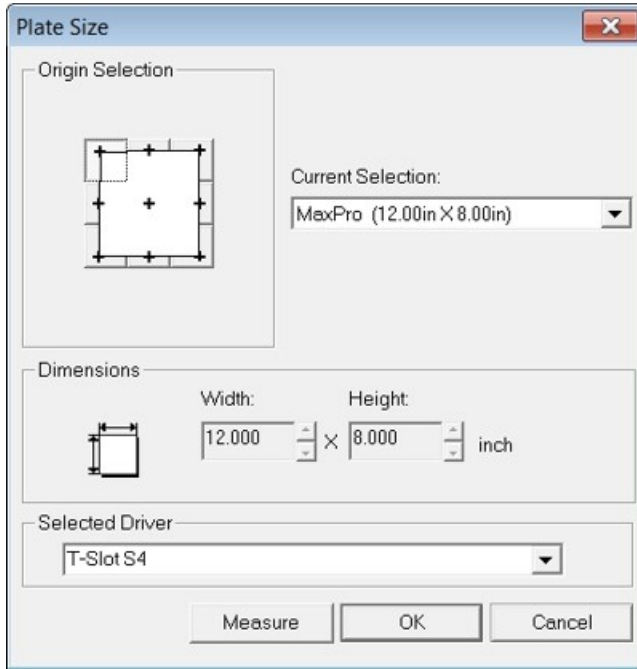 Plate Size
Origin Selection
Current Selection:
MaxPro (12.00in X 8.00in)
Dimensions
Width: Height:
12.000 X 8.000 inch
Selected Driver
T-Slot S4
Measure OK Cancel